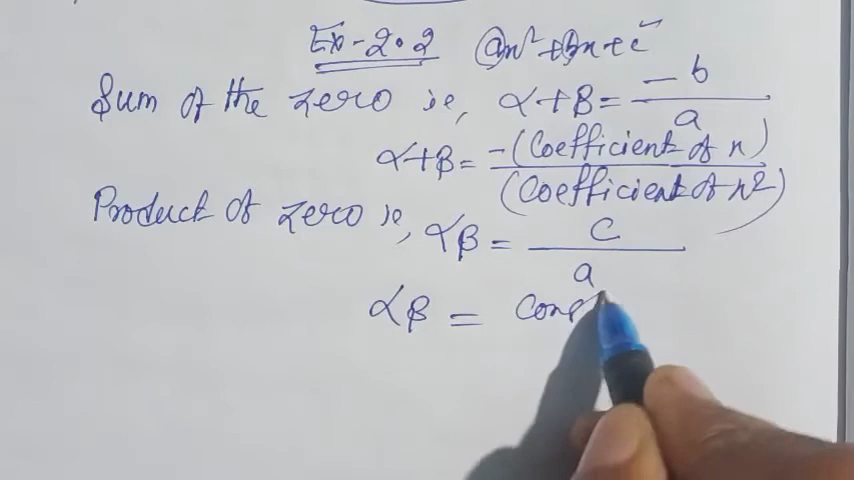 Ex-2.2 ax²+bx+c
Sum of the zero ie, α+β = -b/a
α+β = -(Coefficient of x)/(Coefficient of x²)
Product of zero ie, αβ = c/a
αβ = Cons